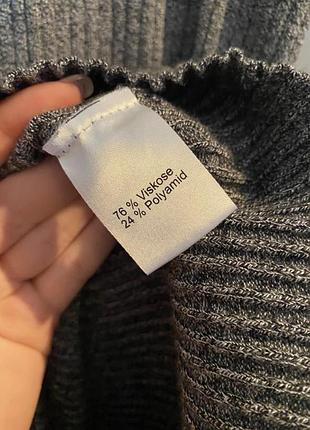 76 % Viskose
24 % Polyamid